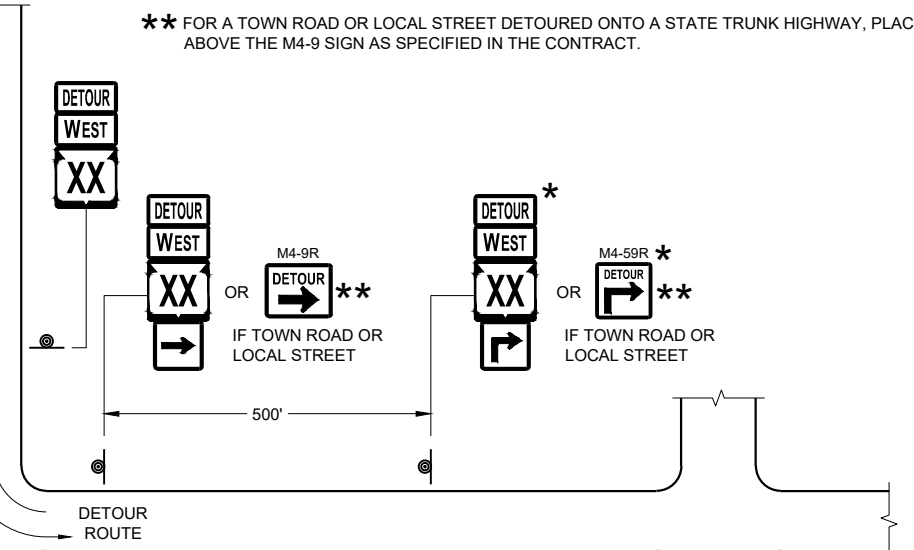 ** FOR A TOWN ROAD OR LOCAL STREET DETOURED ONTO A STATE TRUNK HIGHWAY, PLAC
ABOVE THE M4-9 SIGN AS SPECIFIED IN THE CONTRACT.
DETOUR
WEST
XX
DETOUR
WEST
XX
OR
M4-9R
DETOUR
**
IF TOWN ROAD OR
LOCAL STREET
DETOUR *
WEST
XX
OR
M4-59R *
DETOUR
**
IF TOWN ROAD OR
LOCAL STREET
500'
DETOUR
ROUTE